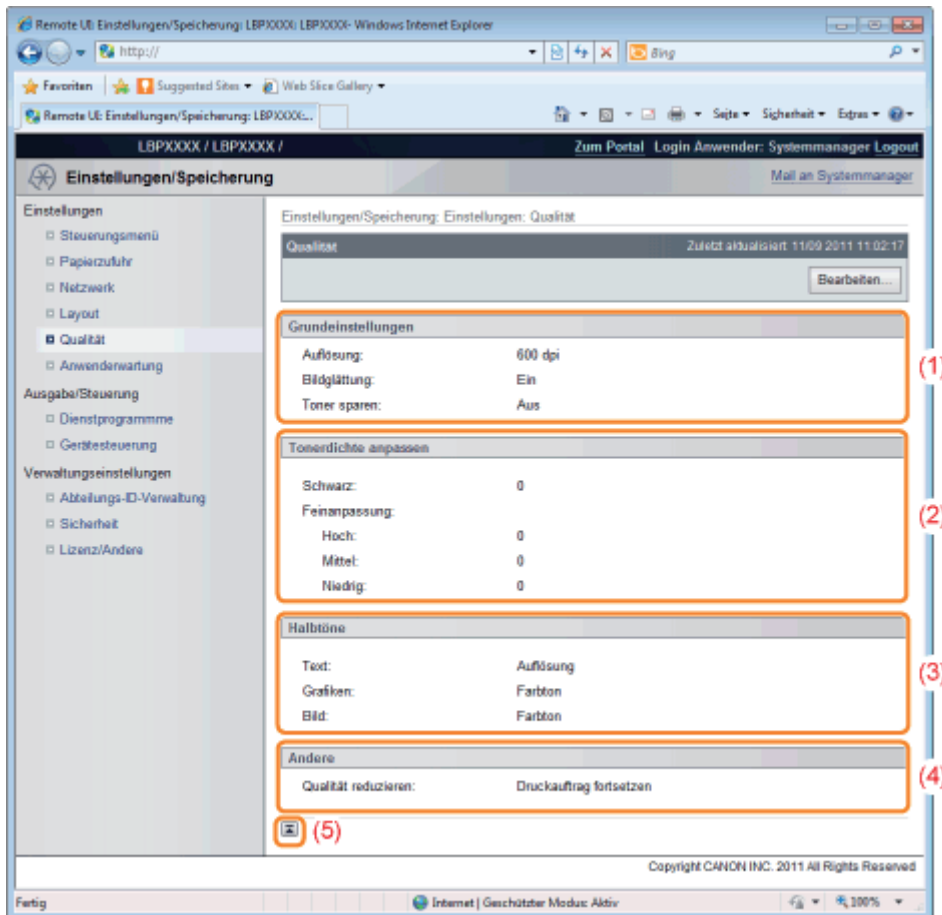 Remote UI: Einstellungen/Speicherung: LBPXXXX: LBPXXXX- Windows Internet Explorer
http://
Bing
Favoriten Suggested Sites Web Slice Gallery
Remote UI: Einstellungen/Speicherung: LBPXXXX:... Seite Sicherheit Extras
LBPXXXX / LBPXXXX / Zum Portal Login Anwender: Systemmanager Logout
Einstellungen/Speicherung Mail an Systemmanager
Einstellungen
Steuerungsmenü
Papierzufuhr
Netzwerk
Layout
Qualität
Anwenderwartung
Ausgabe/Steuerung
Dienstprogrammme
Gerätesteuerung
Verwaltungseinstellungen
Abteilungs-ID-Verwaltung
Sicherheit
Lizenz/Andere
Einstellungen/Speicherung: Einstellungen: Qualität
Qualität Zuletzt aktualisiert 11/09 2011 11:02:17
Bearbeiten...
Grundeinstellungen
Auflösung: 600 dpi
Bildglättung: Ein
Toner sparen: Aus
(1)
Tonerdichte anpassen
Schwarz: 0
Feinanpassung:
Hoch: 0
Mittel: 0
Niedrig: 0
(2)
Halbtöne
Text: Auflösung
Grafiken: Farbton
Bild: Farbton
(3)
Andere
Qualität reduzieren: Druckauftrag fortsetzen
(4)
(5)
Copyright CANON INC. 2011 All Rights Reserved
Fertig Internet | Geschützter Modus: Aktiv 100%